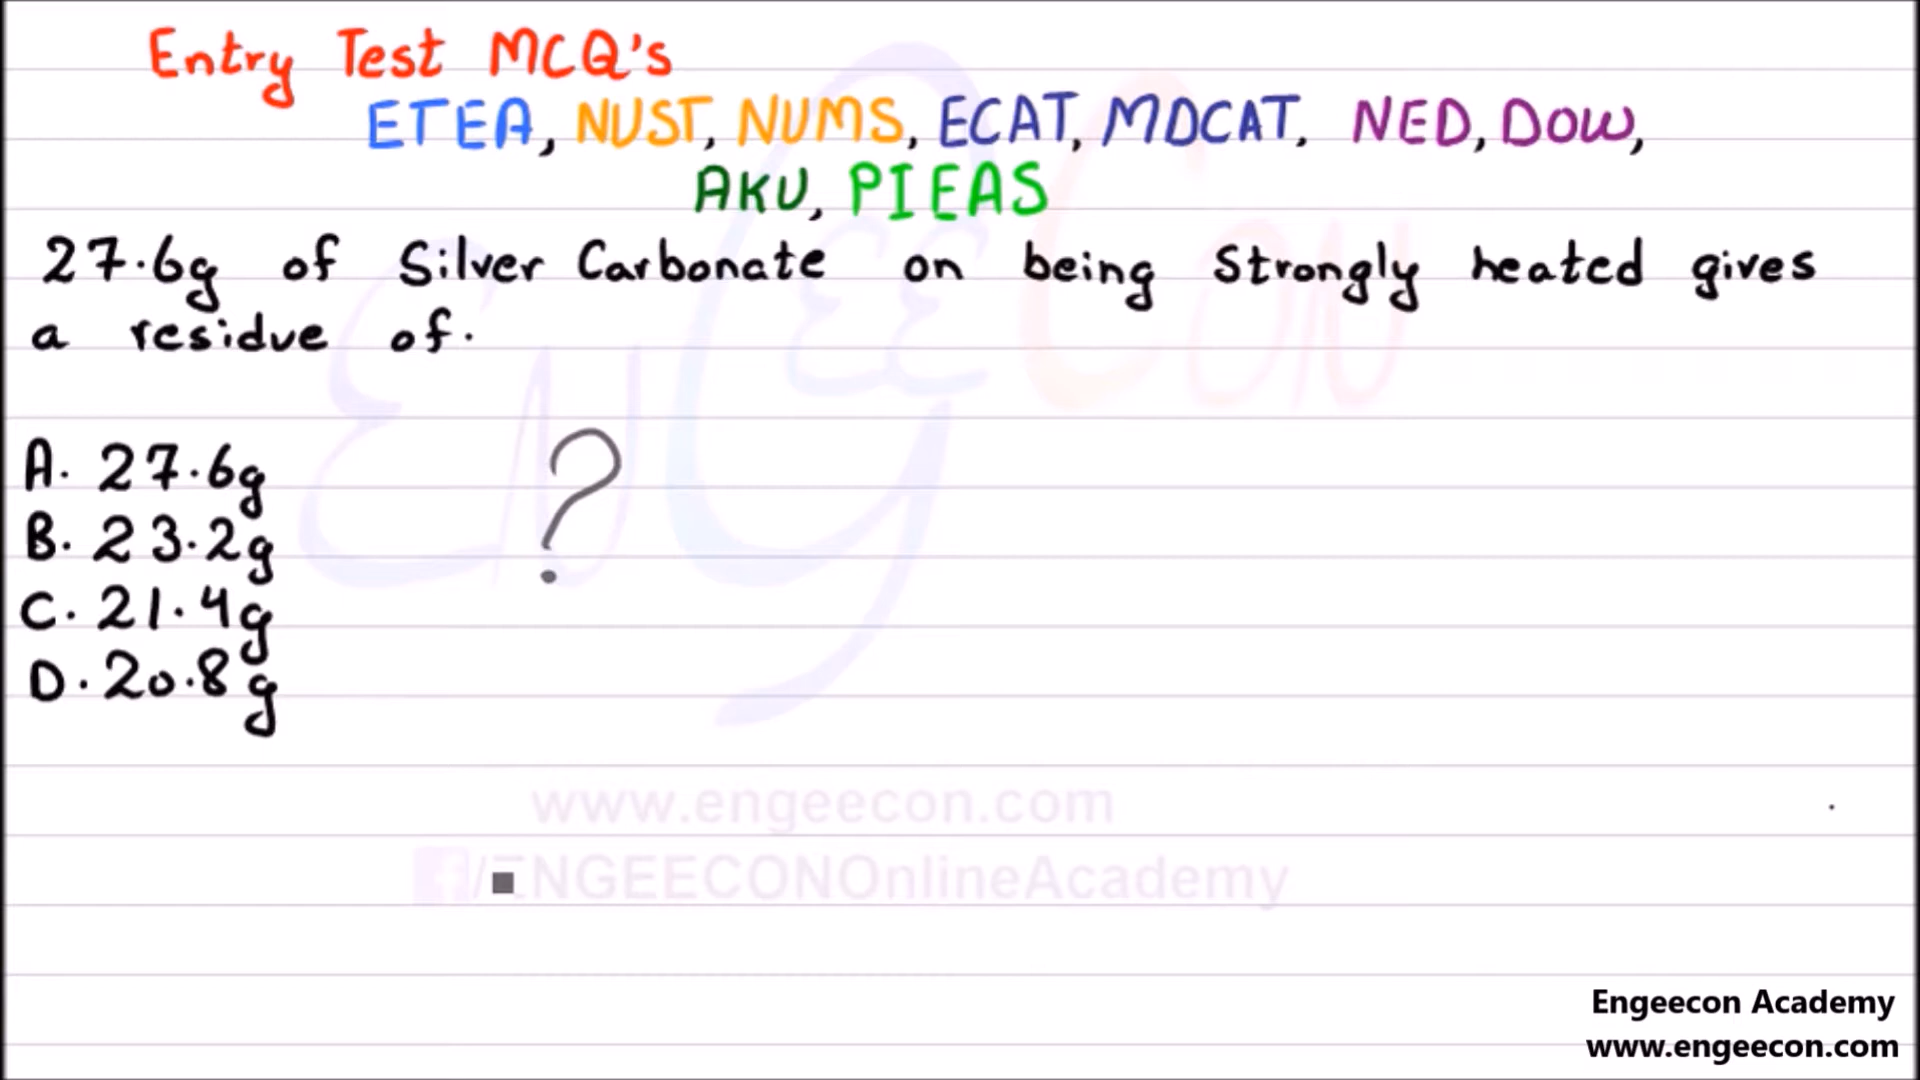 Entry Test MCQ's
ETEA, NUST, NUMS, ECAT, MDCAT, NED, DOW,
AKU, PIEAS
27.6g of Silver Carbonate on being Strongly heated gives
a residue of.
A. 27.6g
B. 23.2g
C. 21.4g
D. 20.8g
?
ENGEECON
www.engeecon.com
f/ENGEECONOnlineAcademy
Engeecon Academy
www.engeecon.com